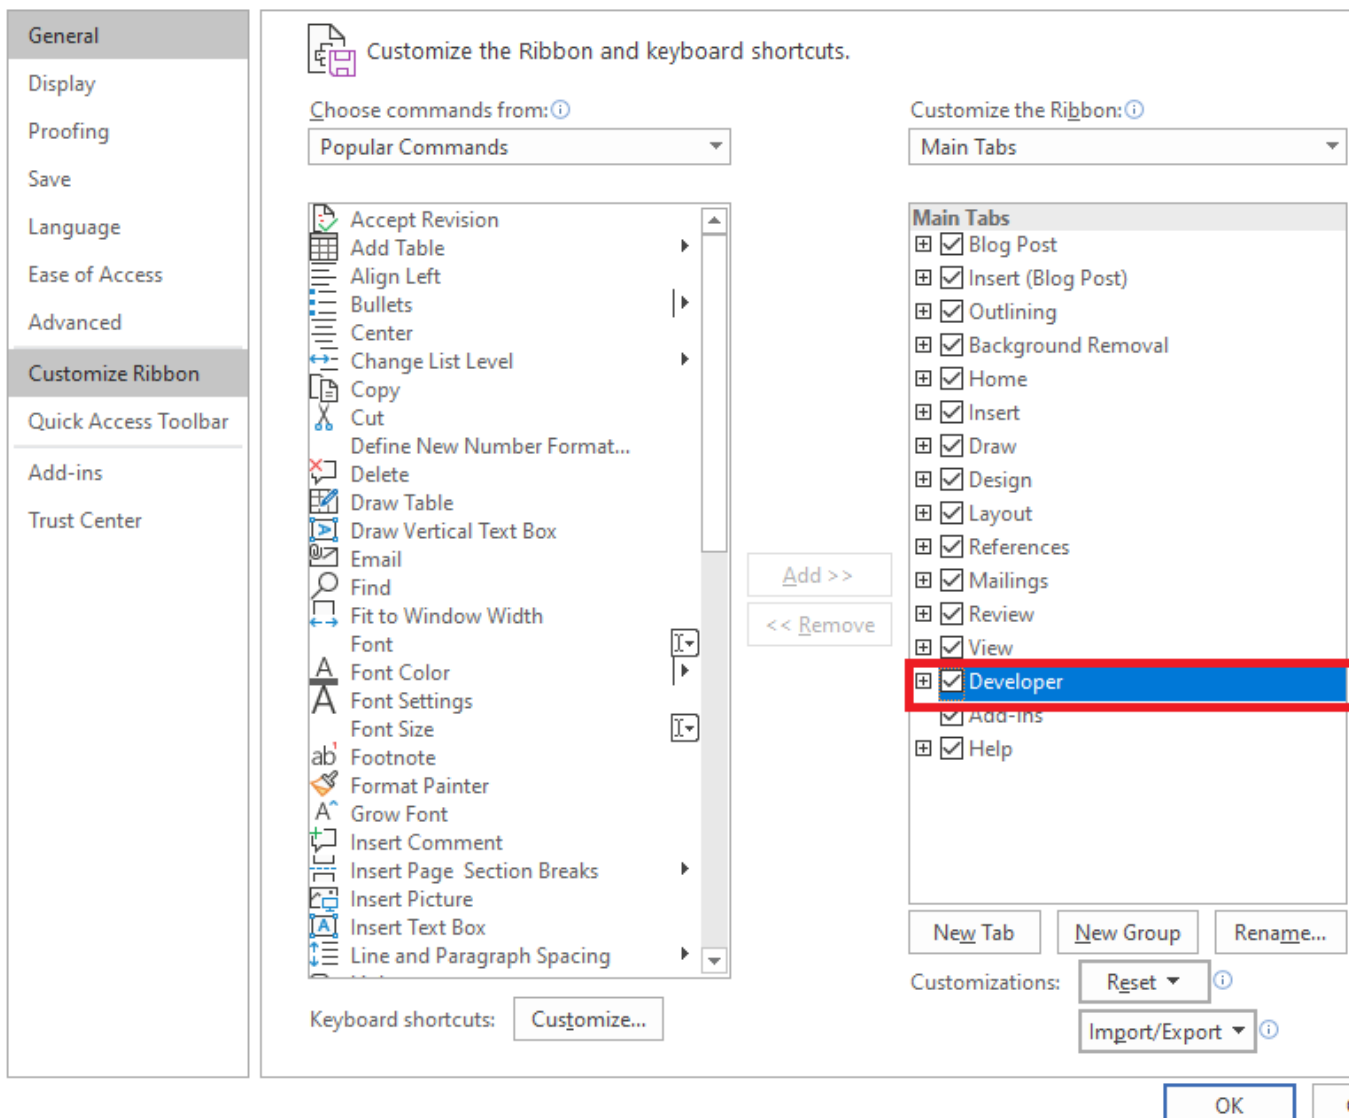 General
Display
Proofing
Save
Language
Ease of Access
Advanced
Customize Ribbon
Quick Access Toolbar
Add-ins
Trust Center
Customize the Ribbon and keyboard shortcuts.
Choose commands from:
Popular Commands
Accept Revision
Add Table
Align Left
Bullets
Center
Change List Level
Copy
Cut
Define New Number Format...
Delete
Draw Table
Draw Vertical Text Box
Email
Find
Fit to Window Width
Font
Font Color
Font Settings
Font Size
Footnote
Format Painter
Grow Font
Insert Comment
Insert Page  Section Breaks
Insert Picture
Insert Text Box
Line and Paragraph Spacing
Keyboard shortcuts: Customize...
Add >>
<< Remove
Customize the Ribbon:
Main Tabs
Main Tabs
Blog Post
Insert (Blog Post)
Outlining
Background Removal
Home
Insert
Draw
Design
Layout
References
Mailings
Review
View
Developer
Add-ins
Help
New Tab New Group Rename...
Customizations: Reset
Import/Export
OK